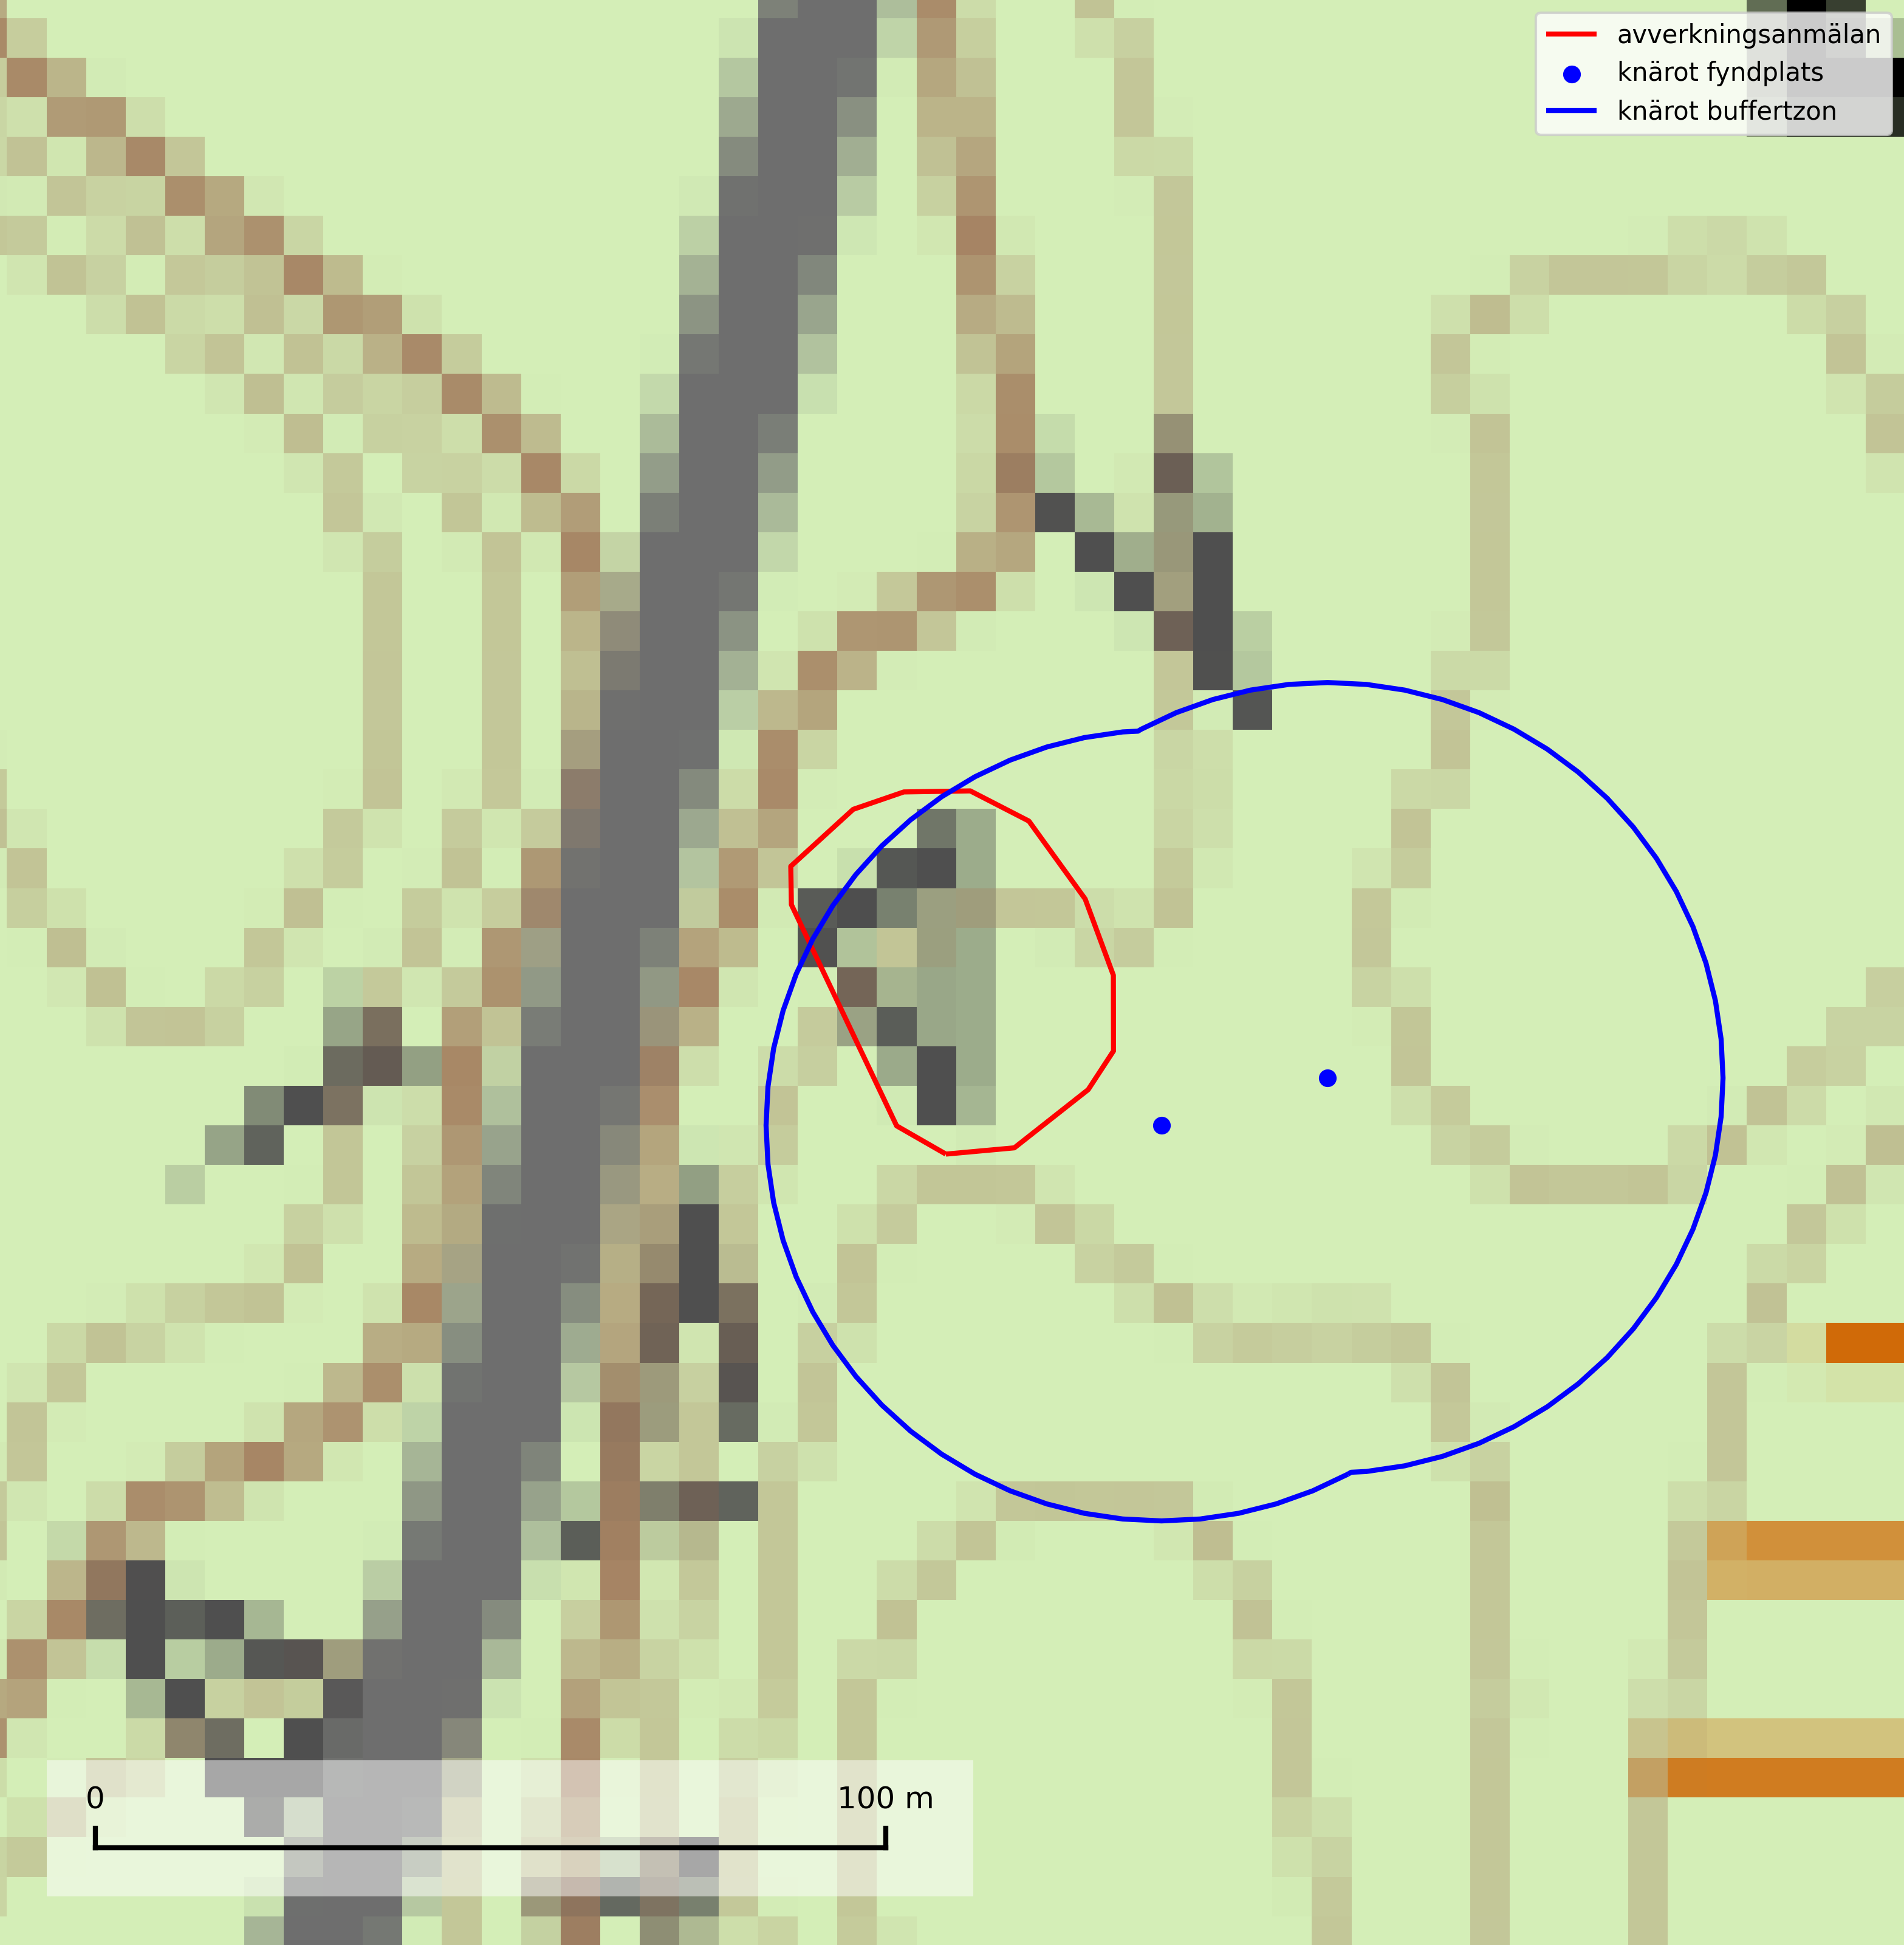 avverkningsanmälan
knärot fyndplats
knärot buffertzon
0
100 m